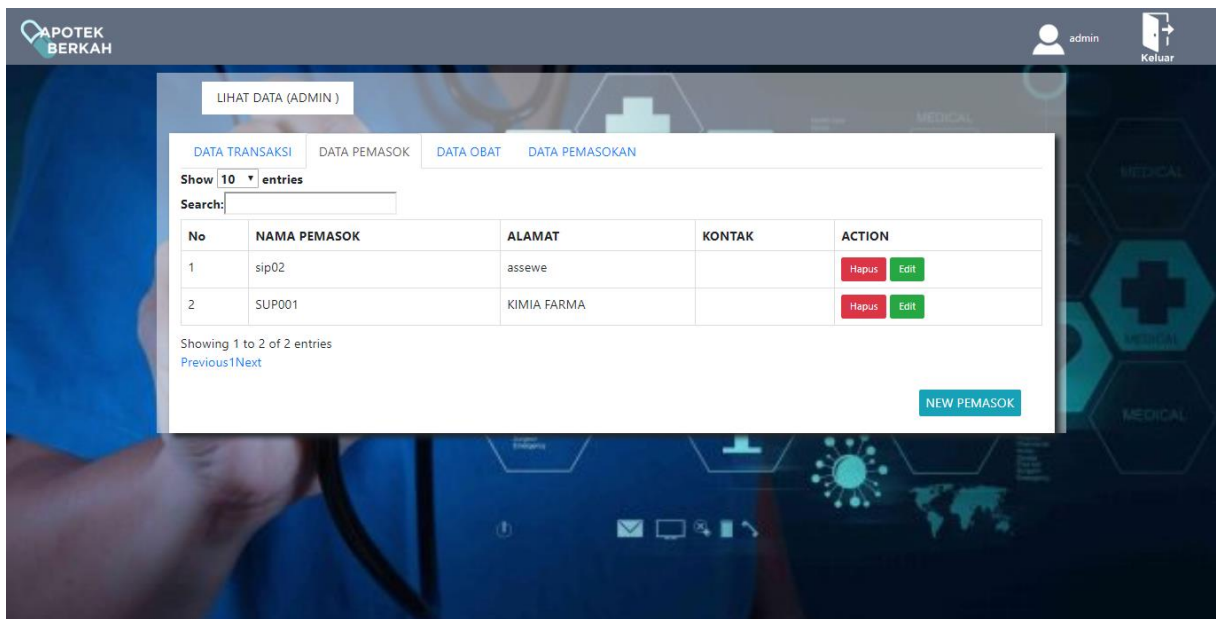 APOTEK
BERKAH
admin
Keluar
LIHAT DATA (ADMIN )
MEDICAL
DATA TRANSAKSI DATA PEMASOK DATA OBAT DATA PEMASOKAN
Show 10 entries
Search:
No NAMA PEMASOK ALAMAT KONTAK ACTION
1 sip02 assewe Hapus Edit
2 SUP001 KIMIA FARMA Hapus Edit
Showing 1 to 2 of 2 entries
Previous1Next
NEW PEMASOK
MEDICAL
MEDICAL
MEDICAL